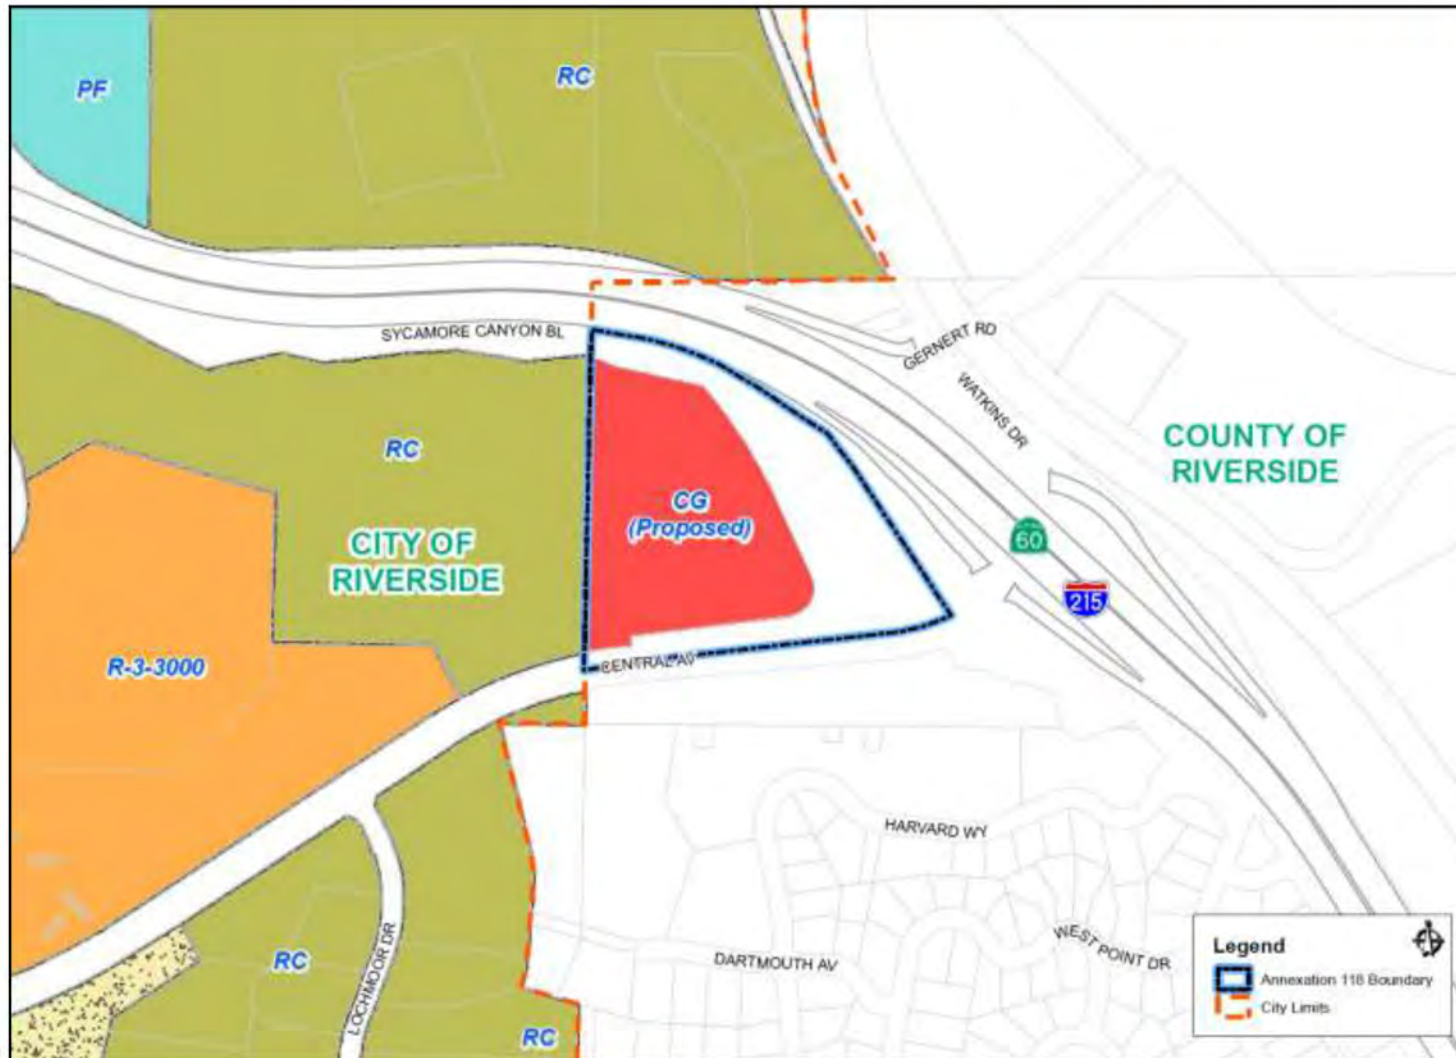 PF
RC
SYCAMORE CANYON BL
GERNERT RD
WATKINS DR
COUNTY OF
RIVERSIDE
RC
CG
(Proposed)
CITY OF
RIVERSIDE
60
215
R-3-3000
CENTRAL AV
HARVARD WY
WEST POINT DR
DARTMOUTH AV
LOCHMOOR DR
RC
RC
Legend
Annexation 118 Boundary
City Limits